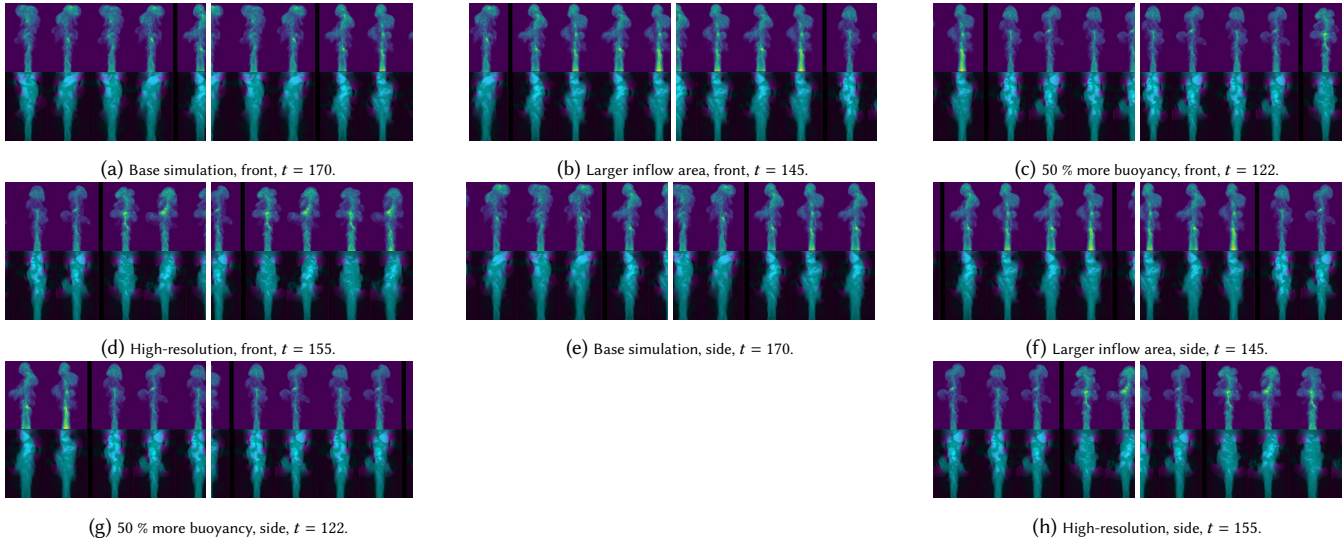 (a) Base simulation, front, t = 170.
(b) Larger inflow area, front, t = 145.
(c) 50 % more buoyancy, front, t = 122.
(d) High-resolution, front, t = 155.
(e) Base simulation, side, t = 170.
(f) Larger inflow area, side, t = 145.
(g) 50 % more buoyancy, side, t = 122.
(h) High-resolution, side, t = 155.